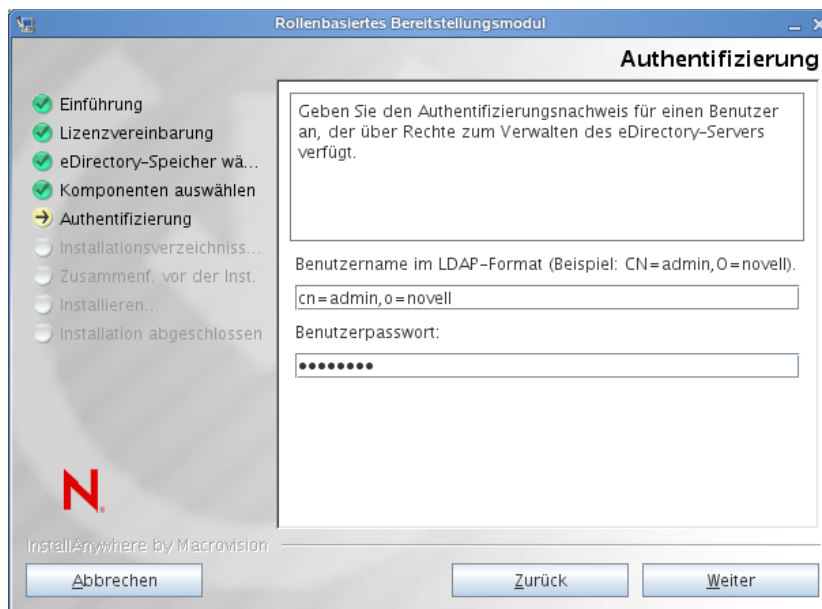 Rollenbasiertes Bereitstellungsmodul
Authentifizierung
Einführung
Lizenzvereinbarung
eDirectory-Speicher wä...
Komponenten auswählen
Authentifizierung
Installationsverzeichniss...
Zusammenf. vor der Inst.
Installieren...
Installation abgeschlossen
Geben Sie den Authentifizierungsnachweis für einen Benutzer
an, der über Rechte zum Verwalten des eDirectory-Servers
verfügt.
Benutzername im LDAP-Format (Beispiel: CN=admin,O=novell).
cn=admin,o=novell
Benutzerpasswort:
••••••••
N
InstallAnywhere by Macrovision
Abbrechen
Zurück
Weiter